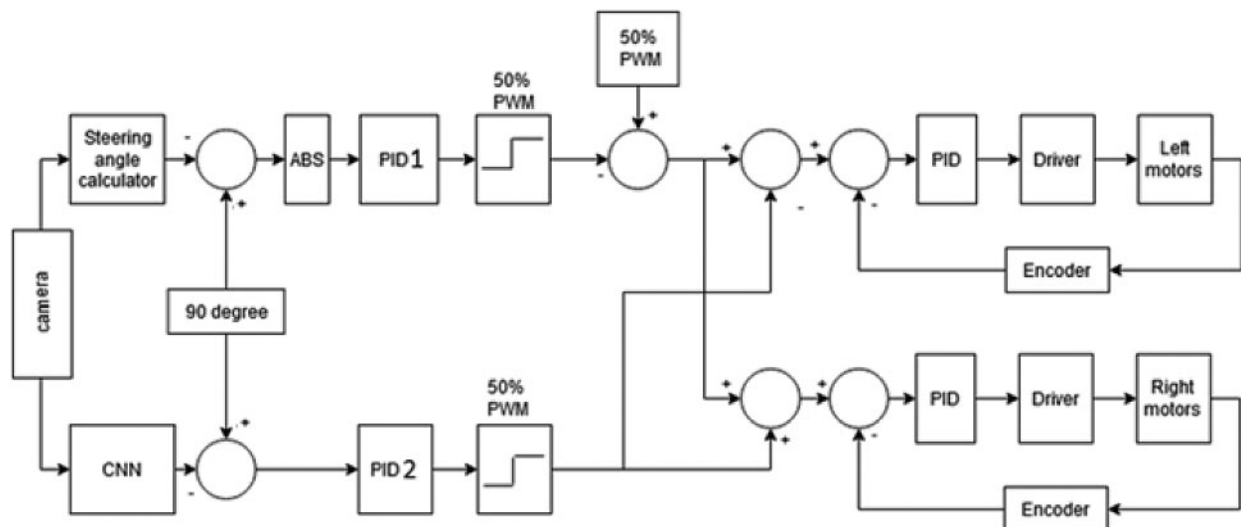 50%
PWM
50%
PWM
Steering
angle
calculator
-
+
ABS
PID1
-
+
+
-
+
-
PID
Driver
Left
motors
Encoder
camera
90 degree
50%
PWM
CNN
-
+
PID2
+
+
+
-
PID
Driver
Right
motors
Encoder